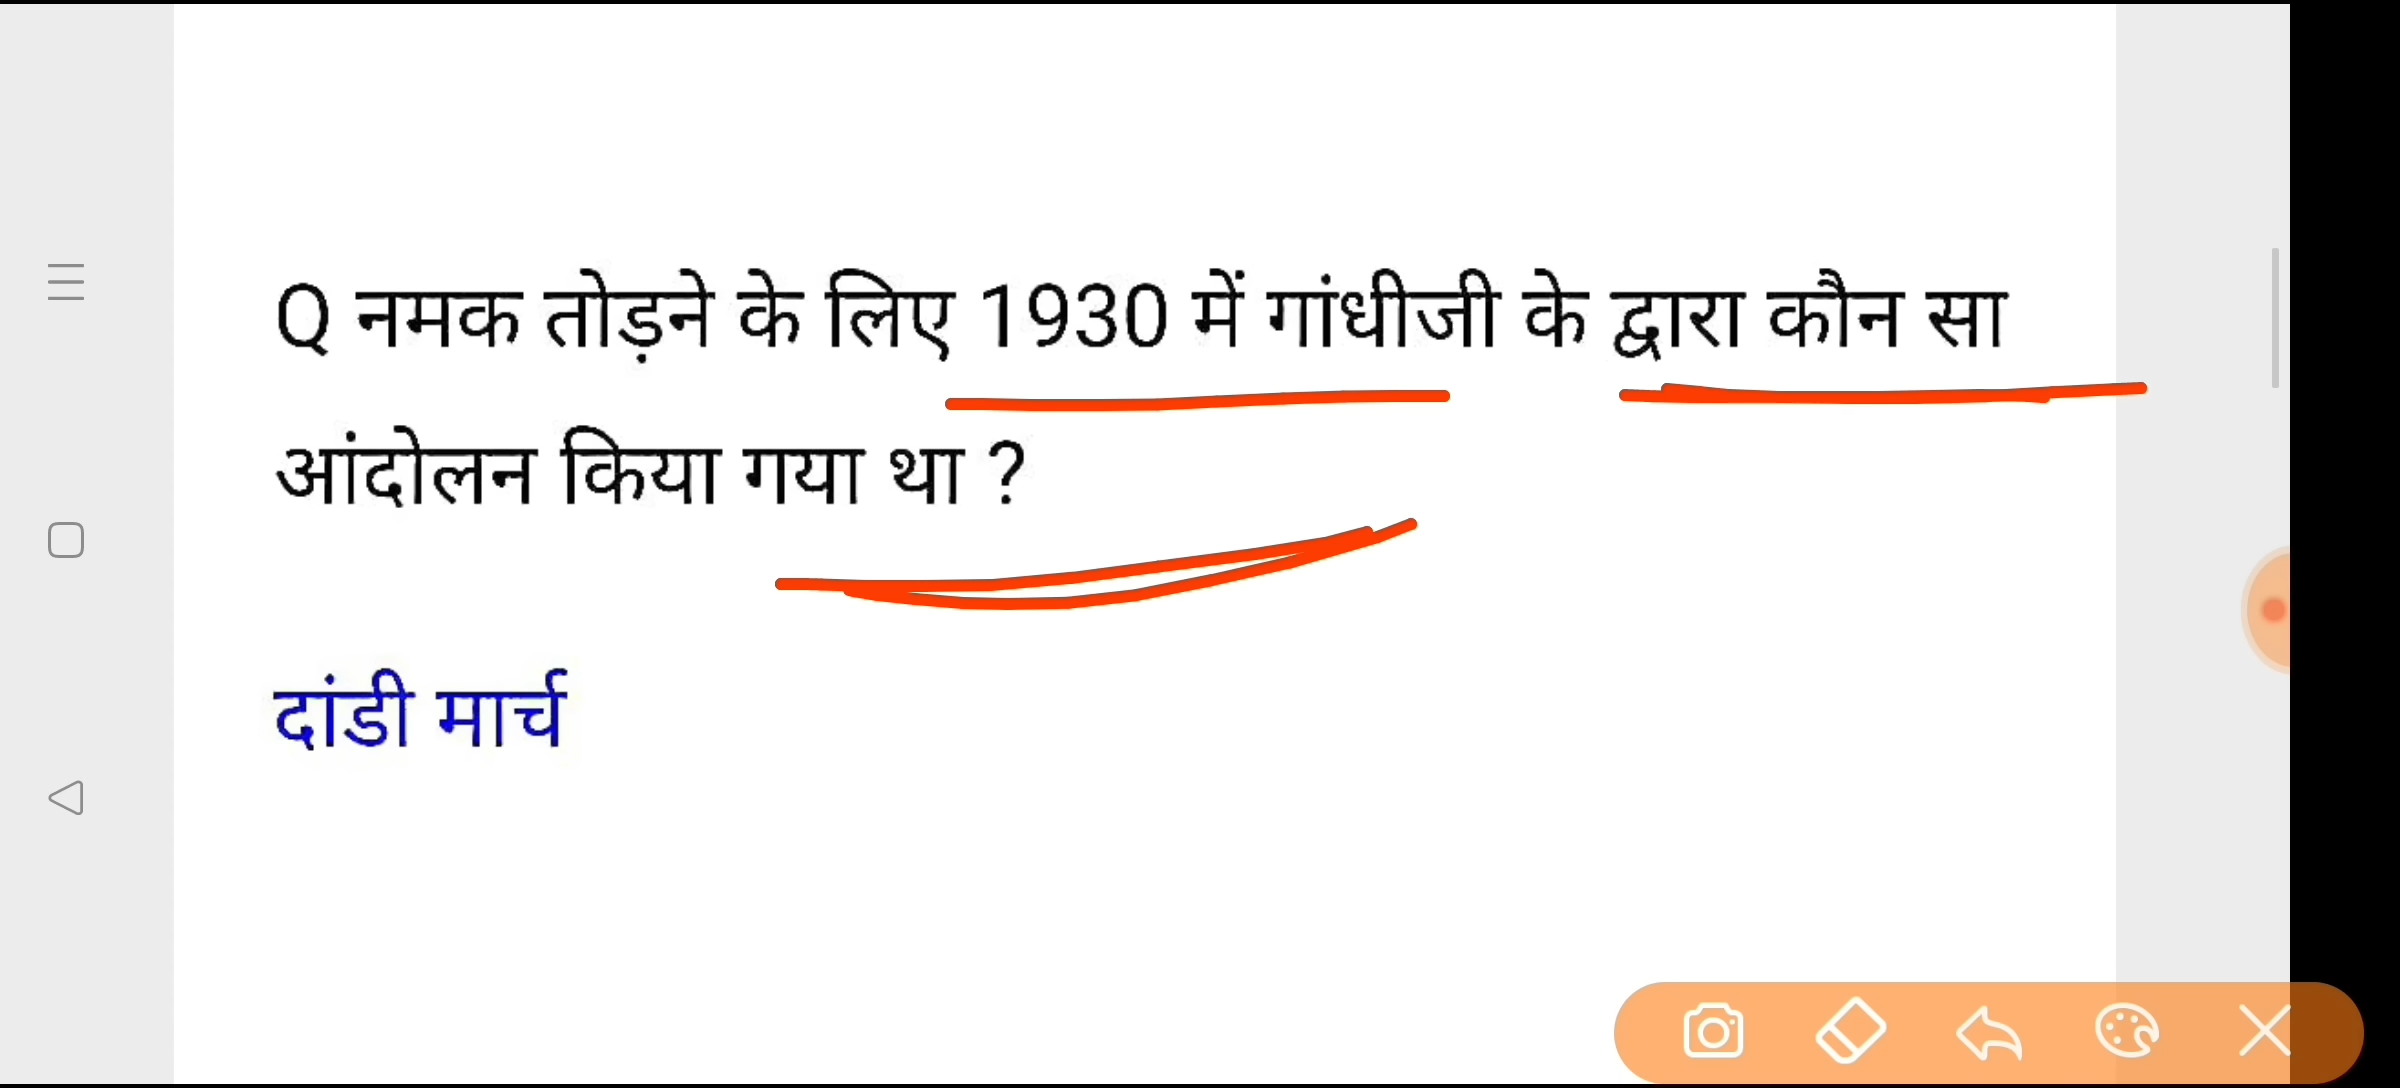 Q नमक तोड़ने के लिए 1930 में गांधीजी के द्वारा कौन सा
आंदोलन किया गया था ?
दांडी मार्च